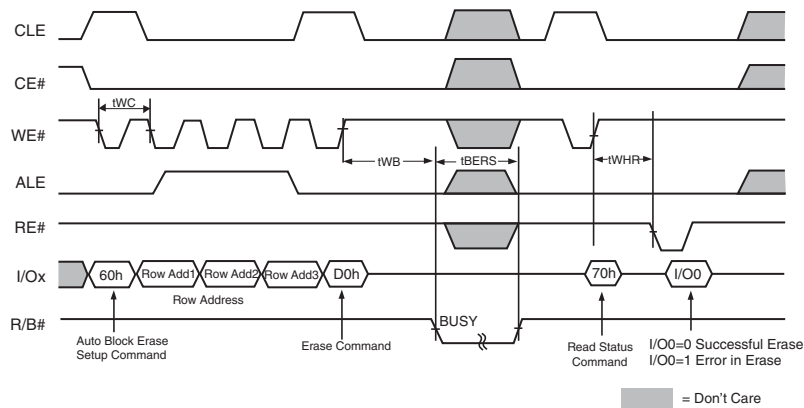 CLE
CE#
tWC
WE#
tWB
tBERS
tWHR
ALE
RE#
I/Ox
60h
Row Add1
Row Add2
Row Add3
D0h
70h
I/O0
Row Address
R/B#
BUSY
Auto Block Erase
Setup Command
Erase Command
Read Status
Command
I/O0=0 Successful Erase
I/O0=1 Error in Erase
= Don't Care